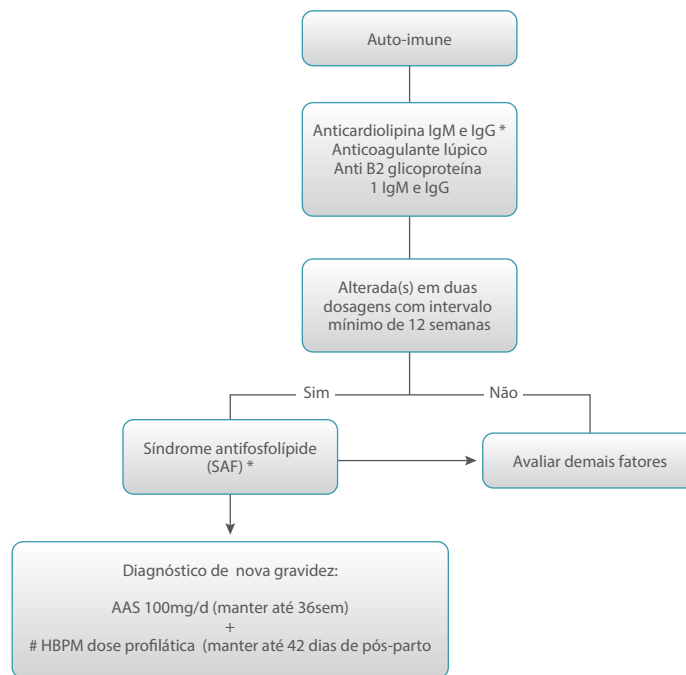 Auto-imune
Anticardiolipina IgM e IgG *
Anticoagulante lúpico
Anti B2 glicoproteína
1 IgM e IgG
Alterada(s) em duas
dosagens com intervalo
mínimo de 12 semanas
Sim
Não
Síndrome antifosfolípide
(SAF) *
Avaliar demais fatores
Diagnóstico de nova gravidez:
AAS 100mg/d (manter até 36sem)
+
# HBPM dose profilática (manter até 42 dias de pós-parto